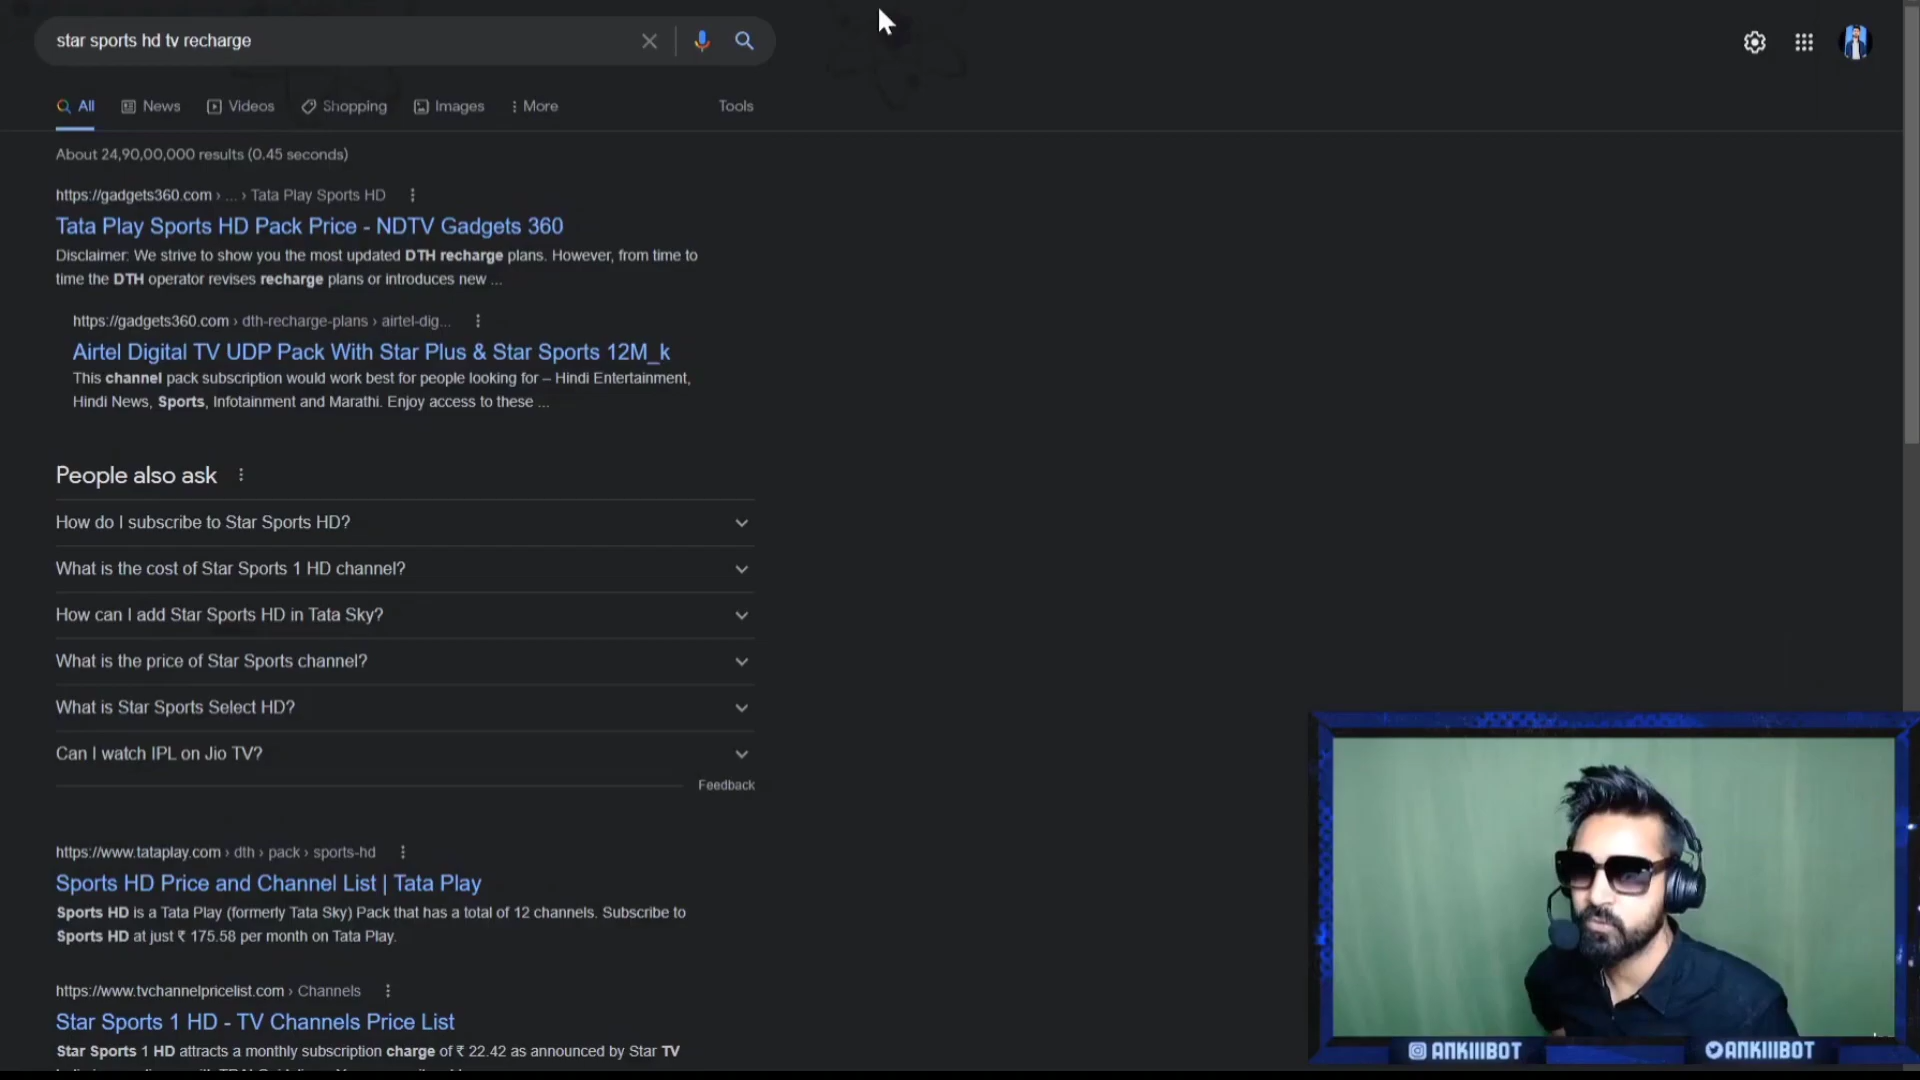 star sports hd tv recharge
All News Videos Shopping Images More Tools
About 24,90,00,000 results (0.45 seconds)
https://gadgets360.com › ... › Tata Play Sports HD
Tata Play Sports HD Pack Price - NDTV Gadgets 360
Disclaimer: We strive to show you the most updated DTH recharge plans. However, from time to
time the DTH operator revises recharge plans or introduces new ...
https://gadgets360.com › dth-recharge-plans › airtel-dig...
Airtel Digital TV UDP Pack With Star Plus & Star Sports 12M_k
This channel pack subscription would work best for people looking for – Hindi Entertainment,
Hindi News, Sports, Infotainment and Marathi. Enjoy access to these ...
People also ask
How do I subscribe to Star Sports HD?
What is the cost of Star Sports 1 HD channel?
How can I add Star Sports HD in Tata Sky?
What is the price of Star Sports channel?
What is Star Sports Select HD?
Can I watch IPL on Jio TV?
Feedback
https://www.tataplay.com › dth › pack › sports-hd
Sports HD Price and Channel List | Tata Play
Sports HD is a Tata Play (formerly Tata Sky) Pack that has a total of 12 channels. Subscribe to
Sports HD at just ₹ 175.58 per month on Tata Play.
https://www.tvchannelpricelist.com › Channels
Star Sports 1 HD - TV Channels Price List
Star Sports 1 HD attracts a monthly subscription charge of ₹ 22.42 as announced by Star TV
ANKIIIBOT ANKIIIBOT